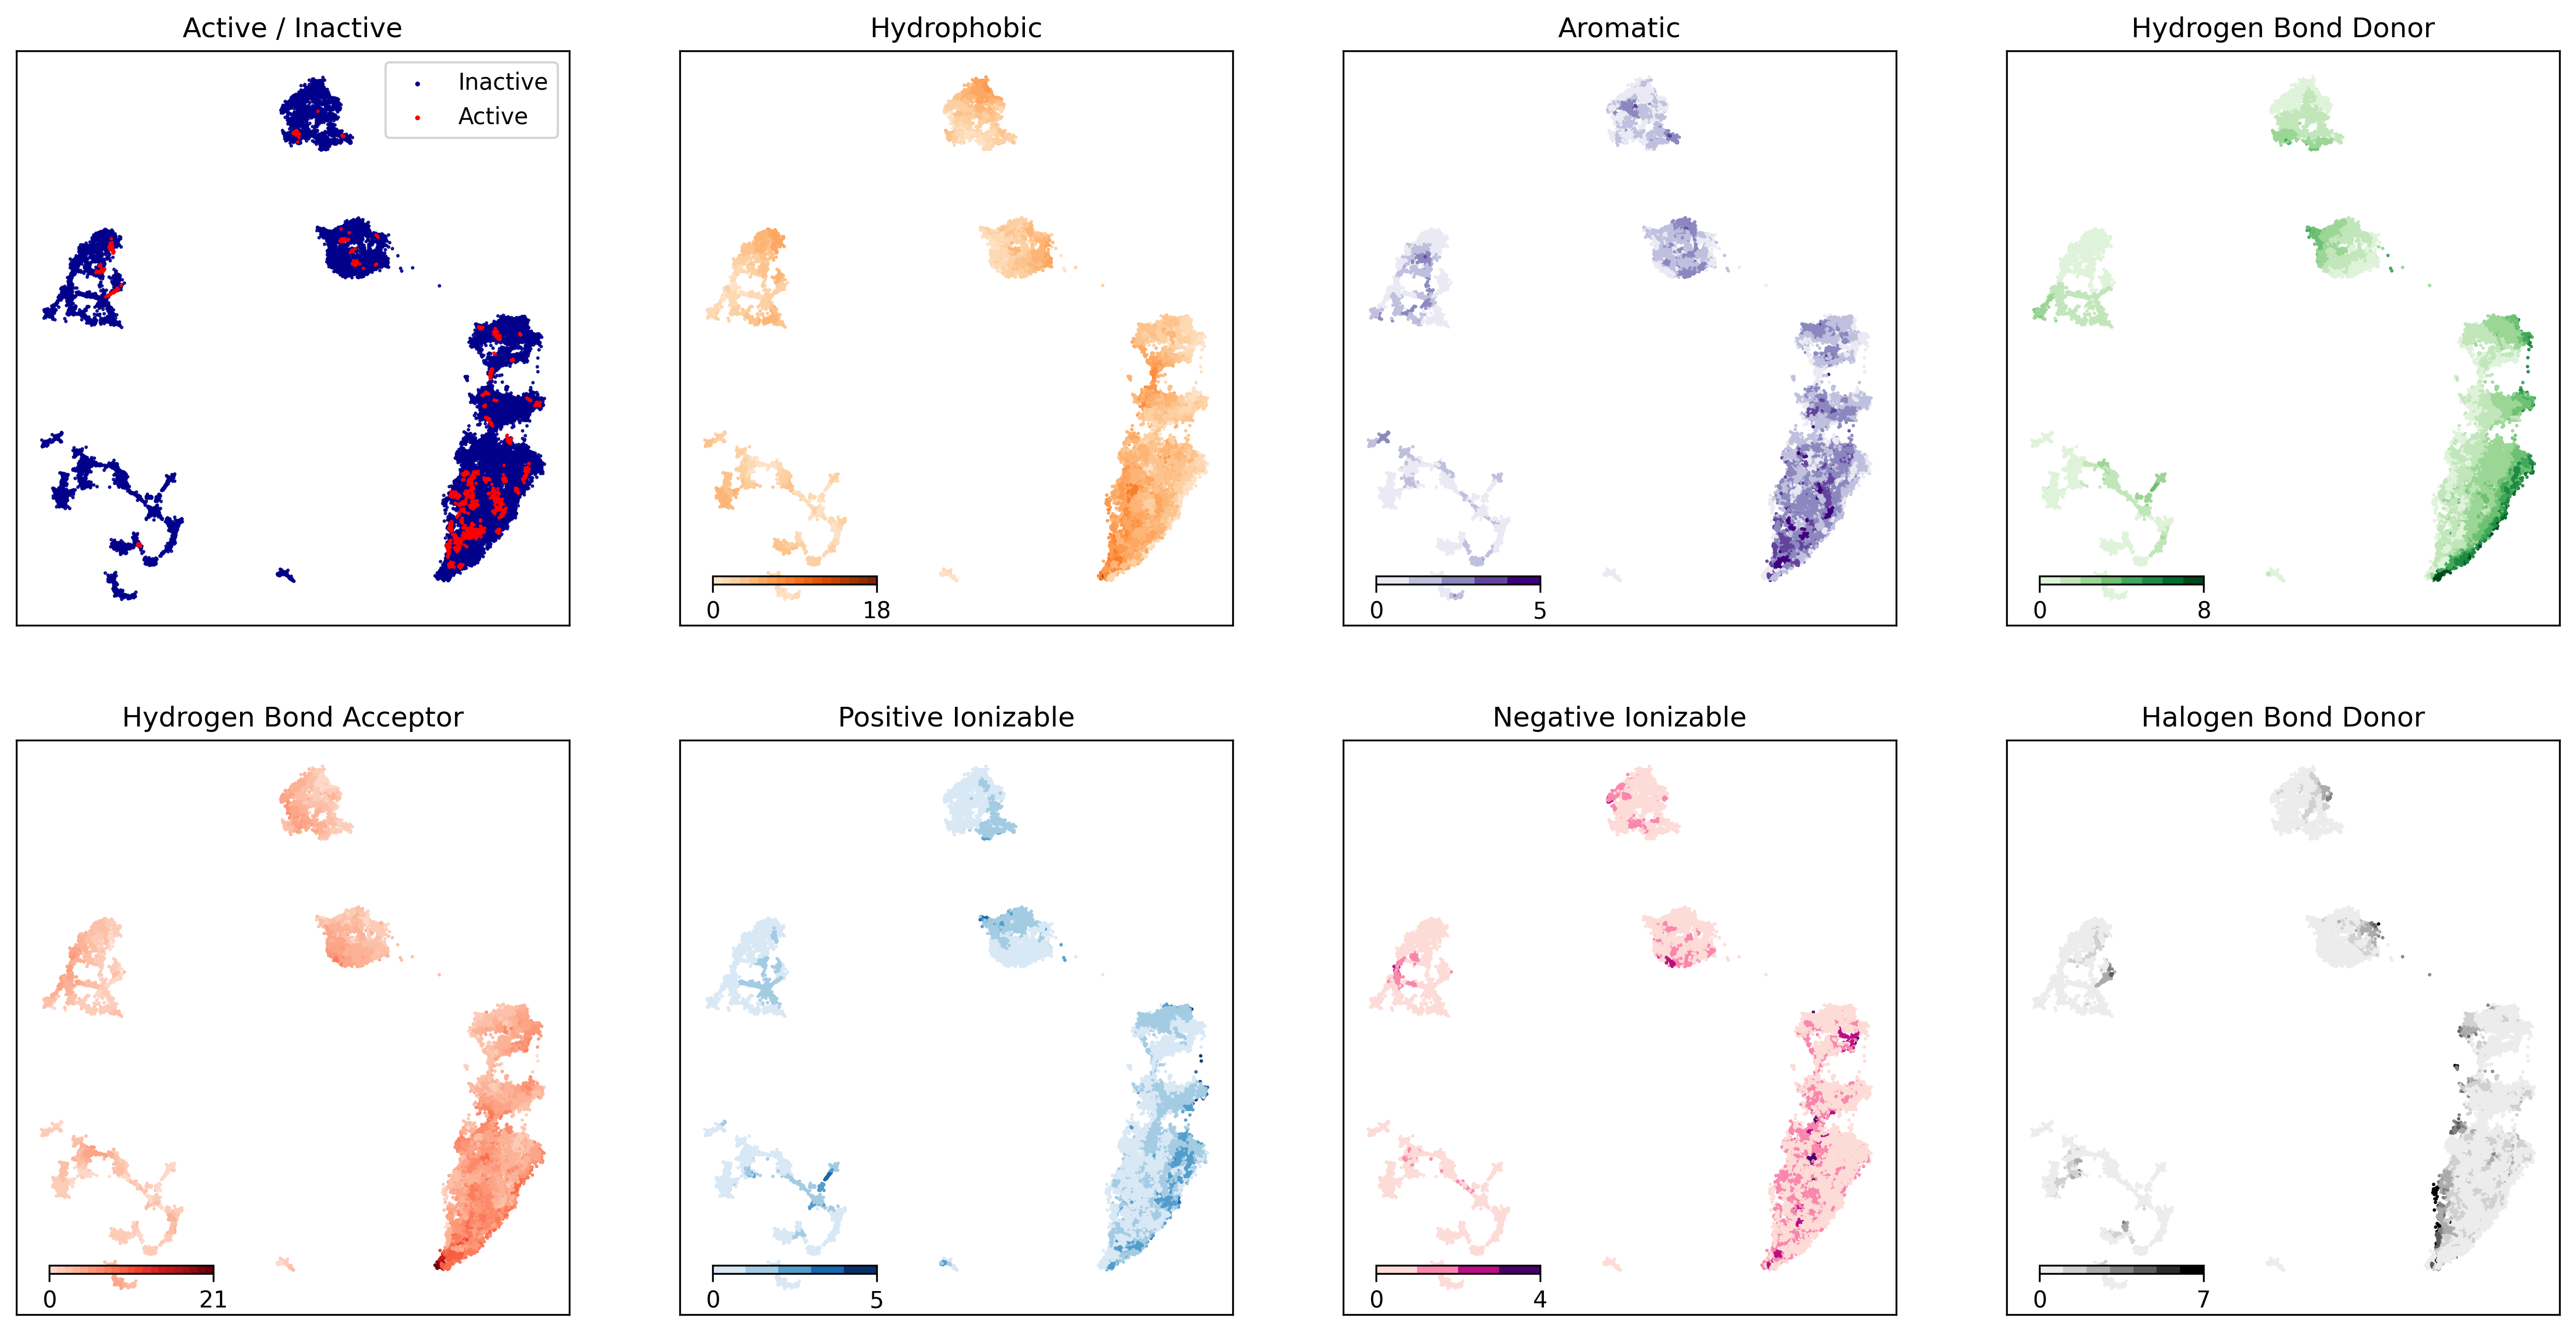 Active / Inactive
Inactive
Active
Hydrophobic
0 18
Aromatic
0 5
Hydrogen Bond Donor
0 8
Hydrogen Bond Acceptor
0 21
Positive Ionizable
0 5
Negative Ionizable
0 4
Halogen Bond Donor
0 7